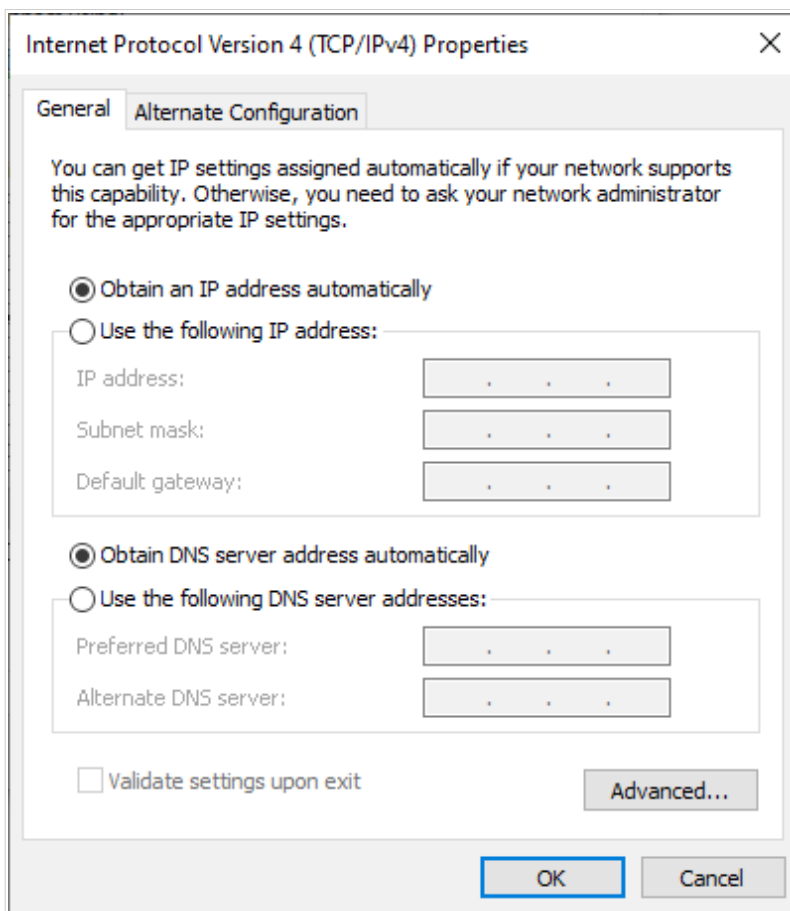 Internet Protocol Version 4 (TCP/IPv4) Properties
General
Alternate Configuration
You can get IP settings assigned automatically if your network supports
this capability. Otherwise, you need to ask your network administrator
for the appropriate IP settings.
Obtain an IP address automatically
Use the following IP address:
IP address:
. . .
Subnet mask:
. . .
Default gateway:
. . .
Obtain DNS server address automatically
Use the following DNS server addresses:
Preferred DNS server:
. . .
Alternate DNS server:
. . .
Validate settings upon exit
Advanced...
OK
Cancel